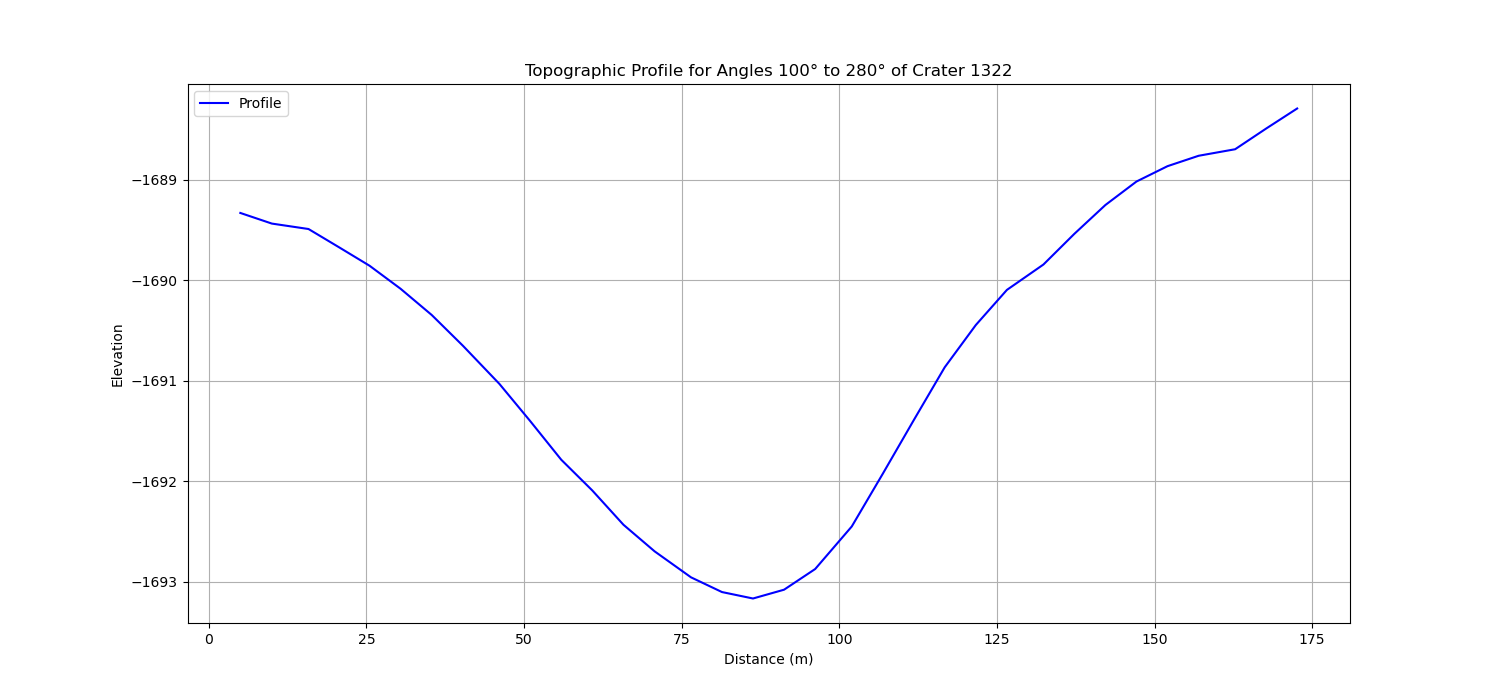 Topographic Profile for Angles 100° to 280° of Crater 1322
Profile
−1689
−1690
−1691
−1692
−1693
Elevation
0 25 50 75 100 125 150 175
Distance (m)